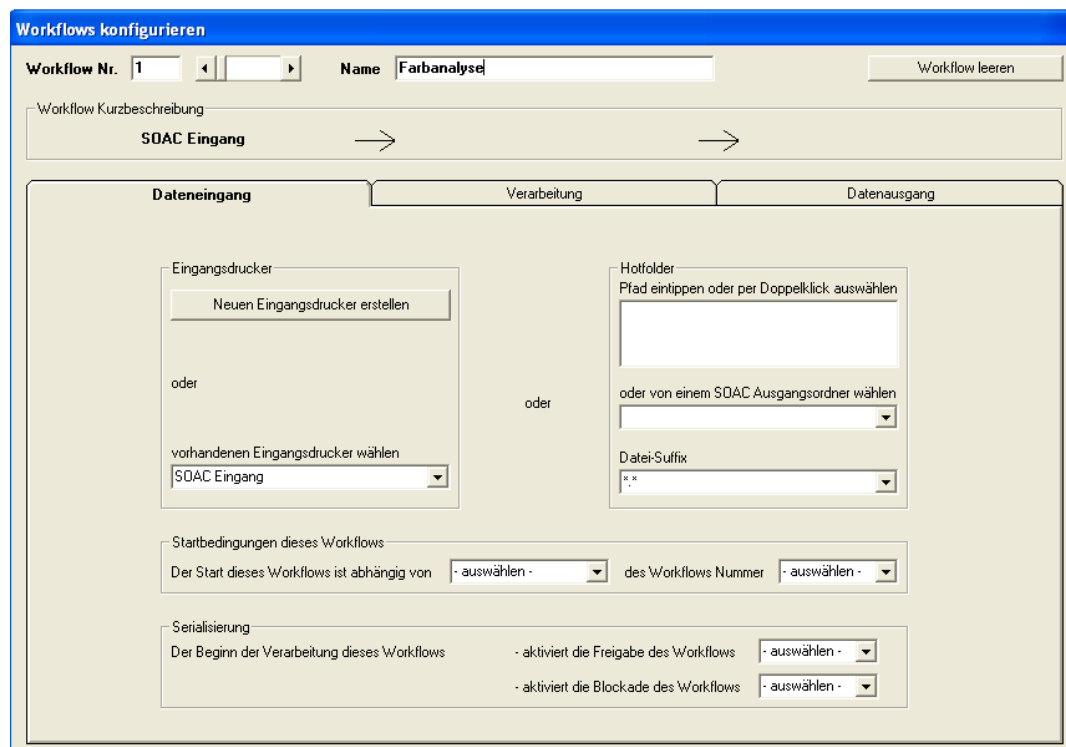 Workflows konfigurieren
Workflow Nr. 1 Name Farbanalyse Workflow leeren
Workflow Kurzbeschreibung
SOAC Eingang
Dateneingang Verarbeitung Datenausgang
Eingangsdrucker
Neuen Eingangsdrucker erstellen
oder
vorhandenen Eingangsdrucker wählen
SOAC Eingang
oder
Hotfolder
Pfad eintippen oder per Doppelklick auswählen
oder von einem SOAC Ausgangsordner wählen
Datei-Suffix
*.*
Startbedingungen dieses Workflows
Der Start dieses Workflows ist abhängig von - auswählen - des Workflows Nummer - auswählen -
Serialisierung
Der Beginn der Verarbeitung dieses Workflows - aktiviert die Freigabe des Workflows - auswählen -
- aktiviert die Blockade des Workflows - auswählen -